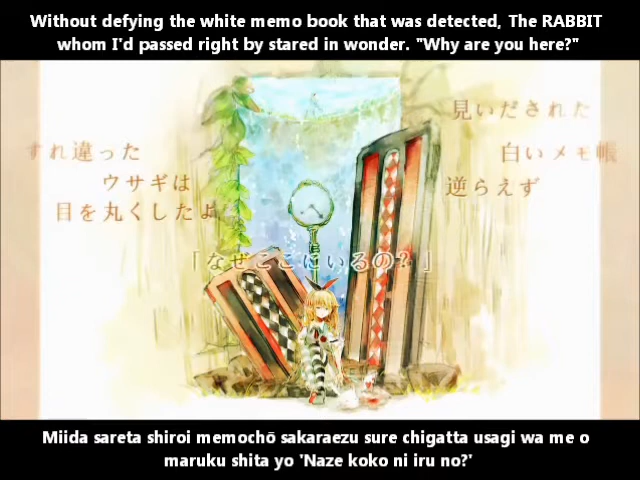 Without defying the white memo book that was detected, The RABBIT
whom I'd passed right by stared in wonder. "Why are you here?"
見いだされた
白いメモ帳
逆らえず
すれ違った
ウサギは
目を丸くしたよ
「なぜここにいるの?」
Miida sareta shiroi memochō sakaraezu sure chigatta usagi wa me o
maruku shita yo 'Naze koko ni iru no?'